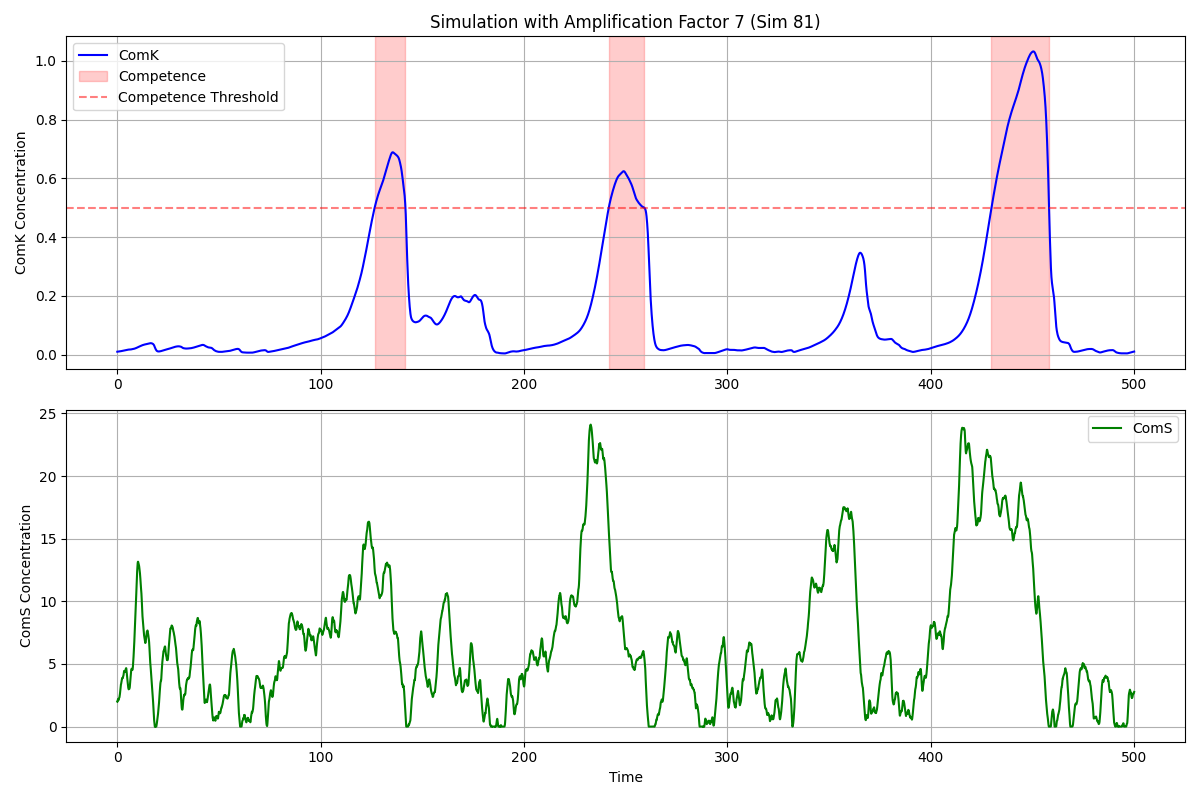 Simulation with Amplification Factor 7 (Sim 81)
ComK
Competence
Competence Threshold
ComK Concentration
1.0
0.8
0.6
0.4
0.2
0.0
0 100 200 300 400 500
ComS
ComS Concentration
25
20
15
10
5
0
0 100 200 300 400 500
Time